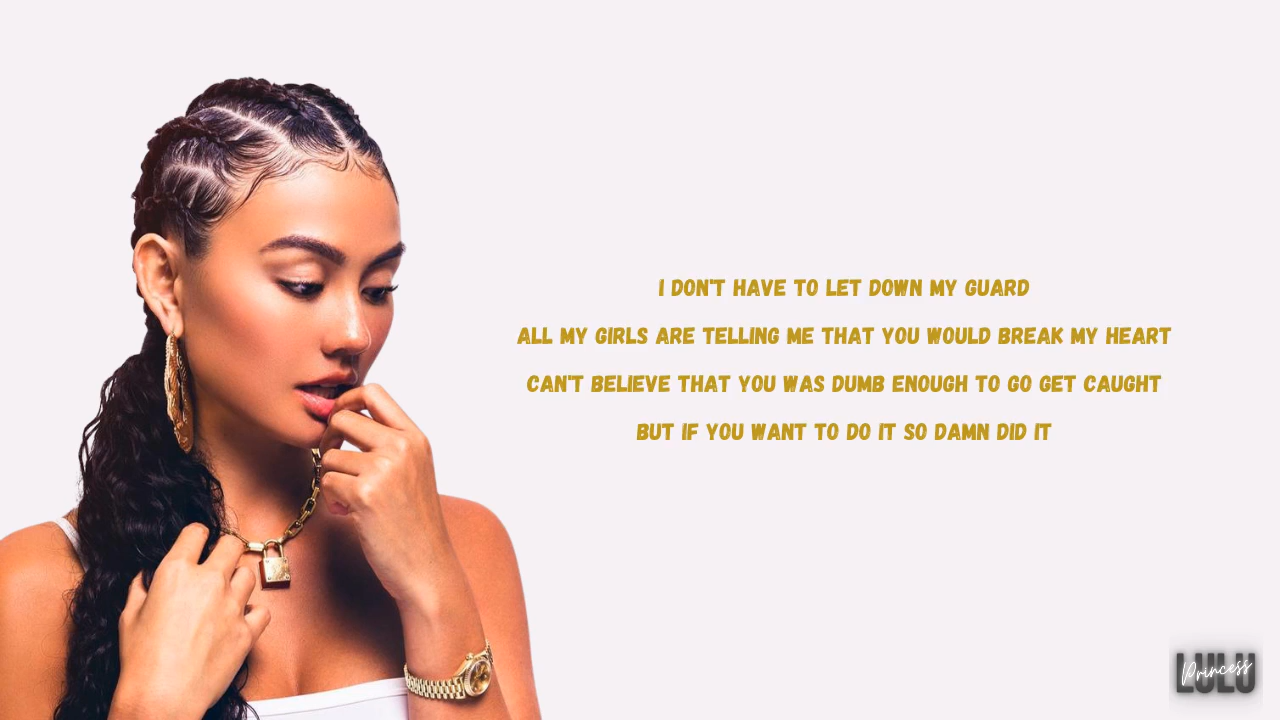 I DON'T HAVE TO LET DOWN MY GUARD
ALL MY GIRLS ARE TELLING ME THAT YOU WOULD BREAK MY HEART
CAN'T BELIEVE THAT YOU WAS DUMB ENOUGH TO GO GET CAUGHT
BUT IF YOU WANT TO DO IT SO DAMN DID IT
LULU
Princess